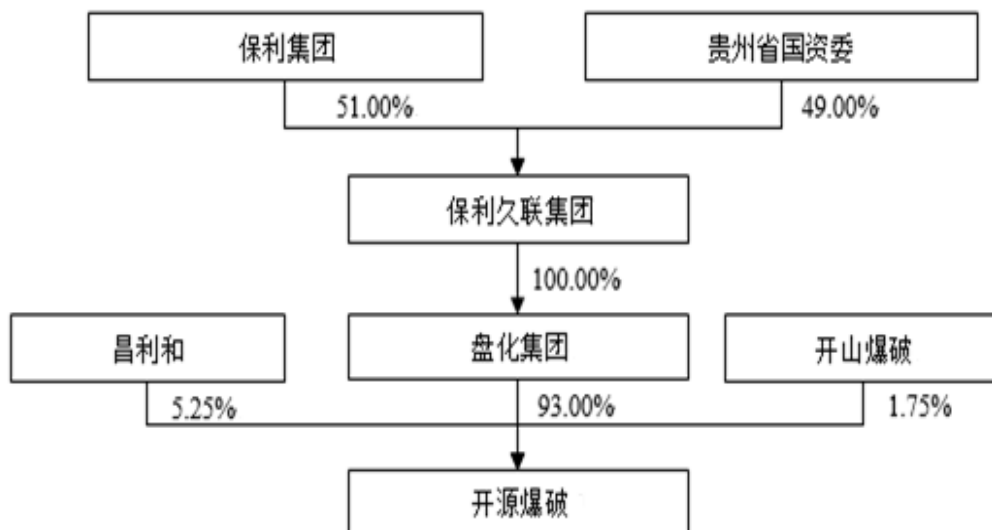 保利集团 贵州省国资委
51.00% 49.00%
保利久联集团
100.00%
昌利和 盘化集团 开山爆破
5.25% 93.00% 1.75%
开源爆破